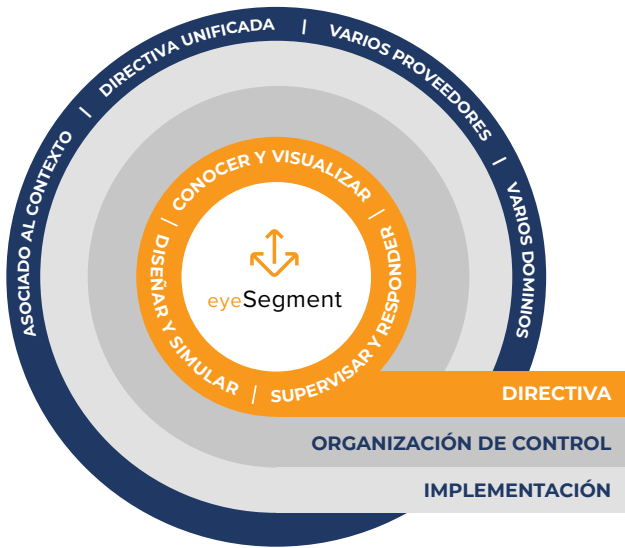 ASOCIADO AL CONTEXTO | DIRECTIVA UNIFICADA | VARIOS PROVEEDORES | VARIOS DOMINIOS
DISEÑAR Y SIMULAR | CONOCER Y VISUALIZAR | SUPERVISAR Y RESPONDER |
eyeSegment
DIRECTIVA
ORGANIZACIÓN DE CONTROL
IMPLEMENTACIÓN